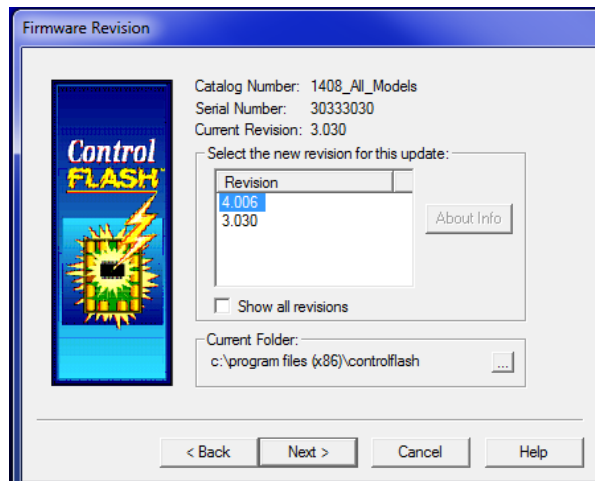 Firmware Revision
Control
FLASH
Catalog Number: 1408_All_Models
Serial Number: 30333030
Current Revision: 3.030
Select the new revision for this update:
Revision
4.006
3.030
About Info
Show all revisions
Current Folder:
c:\program files (x86)\controlflash
...
< Back
Next >
Cancel
Help